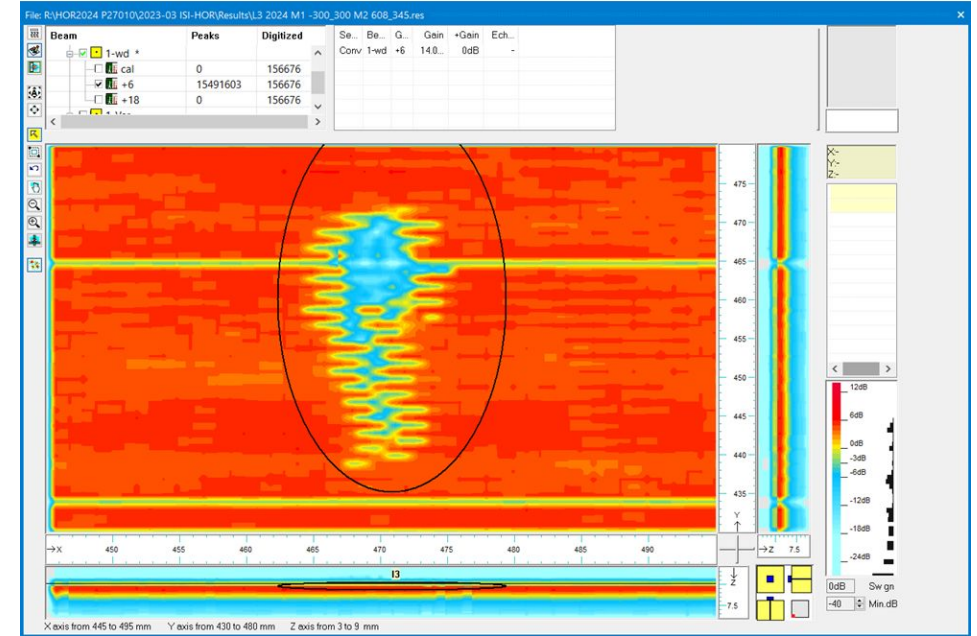 File: R:\HOR2024 P27010\2023-03 ISI-HOR\Results\L3 2024 M1 -300_300 M2 608_345.res
Beam Peaks Digitized
1-wd *
cal 0 156676
+6 15491603 156676
+18 0 156676
Se... Be... G... Gain +Gain Ech...
Conv 1-wd +6 14.0... 0dB -
X:-
Y:-
Z:-
475
470
465
460
455
450
445
440
435
Y
→X 450 455 460 465 470 475 480 485 490
→Z 7.5
12dB
6dB
0dB
-3dB
-6dB
-12dB
-18dB
-24dB
I3
Z
-7.5
0dB Sw gn
-40 Min.dB
X axis from 445 to 495 mm Y axis from 430 to 480 mm Z axis from 3 to 9 mm